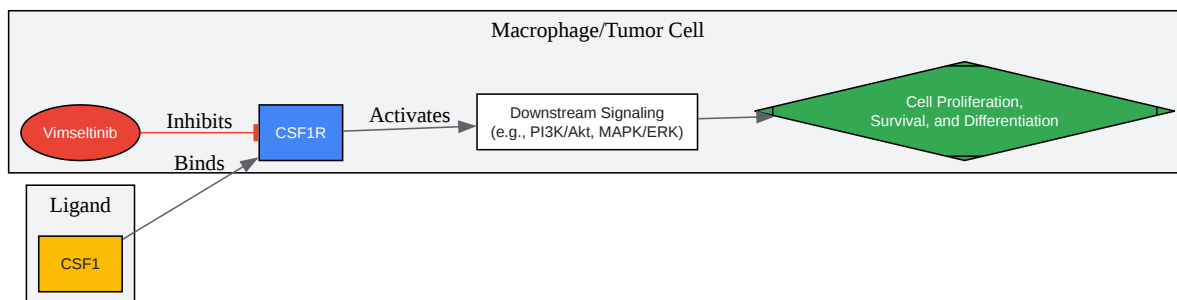 Macrophage/Tumor Cell
Vimseltinib
Inhibits
CSF1R
Activates
Downstream Signaling
(e.g., PI3K/Akt, MAPK/ERK)
Cell Proliferation,
Survival, and Differentiation
Binds
Ligand
CSF1